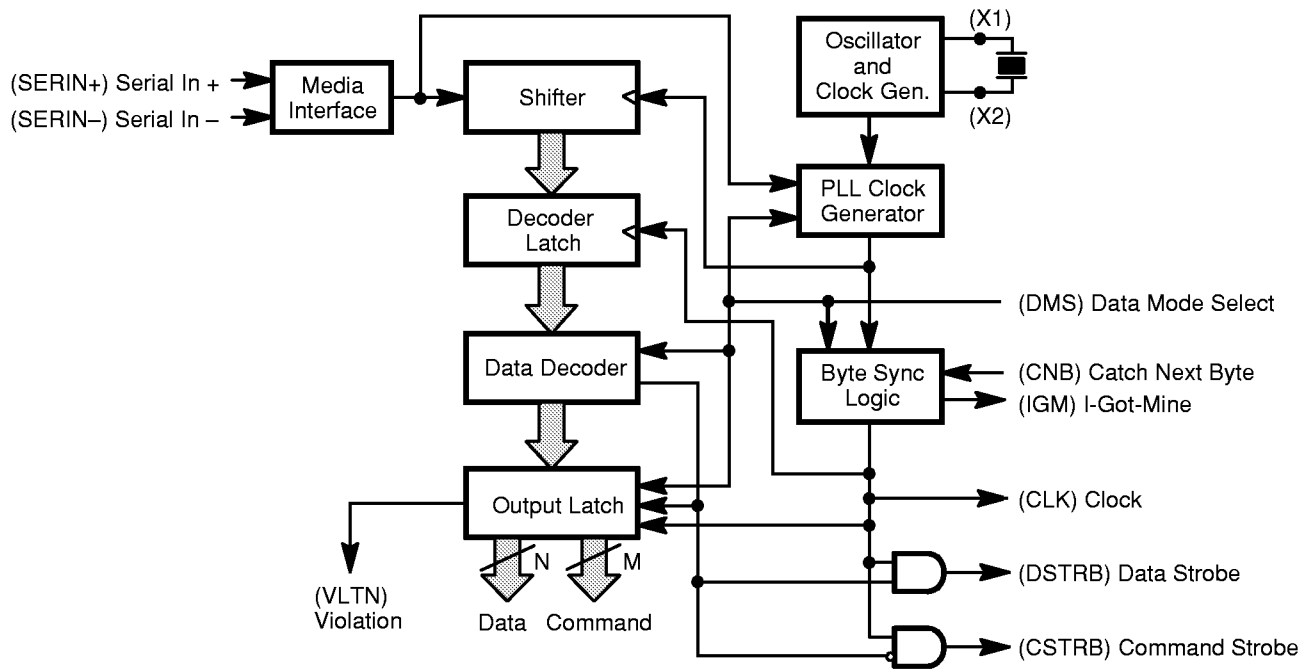 (SERIN+) Serial In +
(SERIN–) Serial In –
Media
Interface
Shifter
Oscillator
and
Clock Gen.
(X1)
(X2)
PLL Clock
Generator
Decoder
Latch
(DMS) Data Mode Select
Data Decoder
Byte Sync
Logic
(CNB) Catch Next Byte
(IGM) I-Got-Mine
Output Latch
(CLK) Clock
N
M
(VLTN)
Violation
Data
Command
(DSTRB) Data Strobe
(CSTRB) Command Strobe